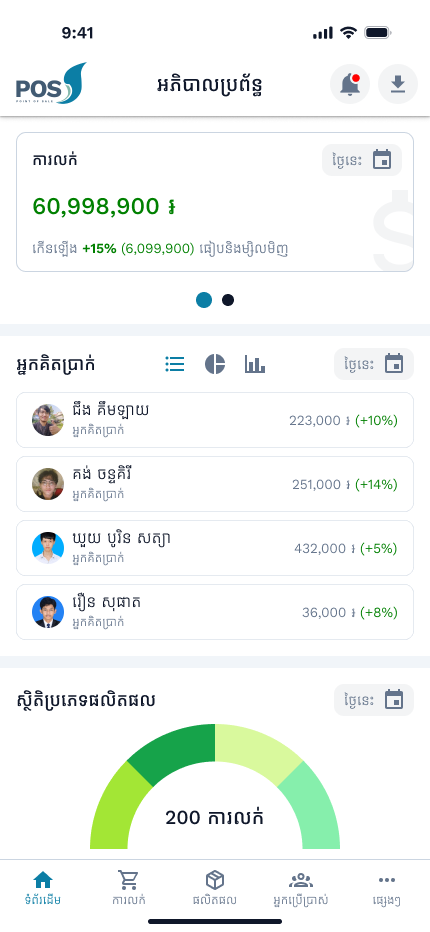 9:41
POS
POINT OF SALE
អភិបាលប្រព័ន្ធ
ការលក់
ថ្ងៃនេះ
60,998,900 ៛
កើនឡើង +15% (6,099,900) ធៀបនិងម្សិលមិញ
$
អ្នកគិតប្រាក់
ថ្ងៃនេះ
ជឹង គឹមឡាយ
អ្នកគិតប្រាក់
223,000 ៛ (+10%)
គង់ ចន្ទគិរី
អ្នកគិតប្រាក់
251,000 ៛ (+14%)
ឃួយ បូរិន សត្យា
អ្នកគិតប្រាក់
432,000 ៛ (+5%)
រឿន សុធាត
អ្នកគិតប្រាក់
36,000 ៛ (+8%)
ស្ថិតិប្រភេទផលិតផល
ថ្ងៃនេះ
200 ការលក់
ទំព័រដើម
ការលក់
ផលិតផល
អ្នកប្រើប្រាស់
ផ្សេងៗ